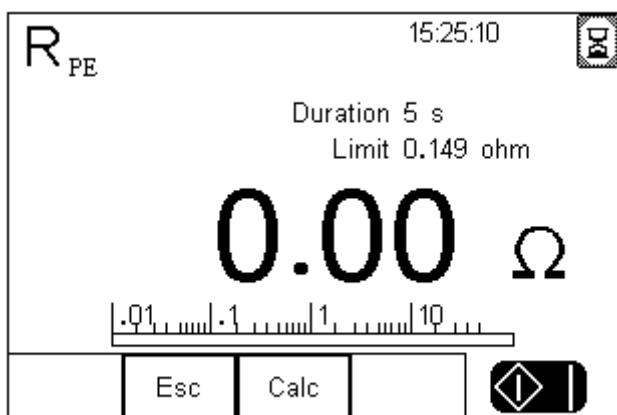 R PE 15:25:10
Duration 5 s
Limit 0.149 ohm
0.00 Ω
.01 .1 1 10
Esc Calc